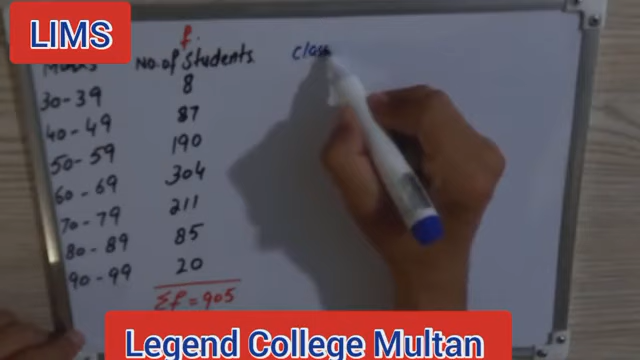 LIMS
f.
Marks No. of Students Class
30-39 8
40-49 87
50-59 190
60-69 304
70-79 211
80-89 85
90-99 20
Σf = 905
Legend College Multan